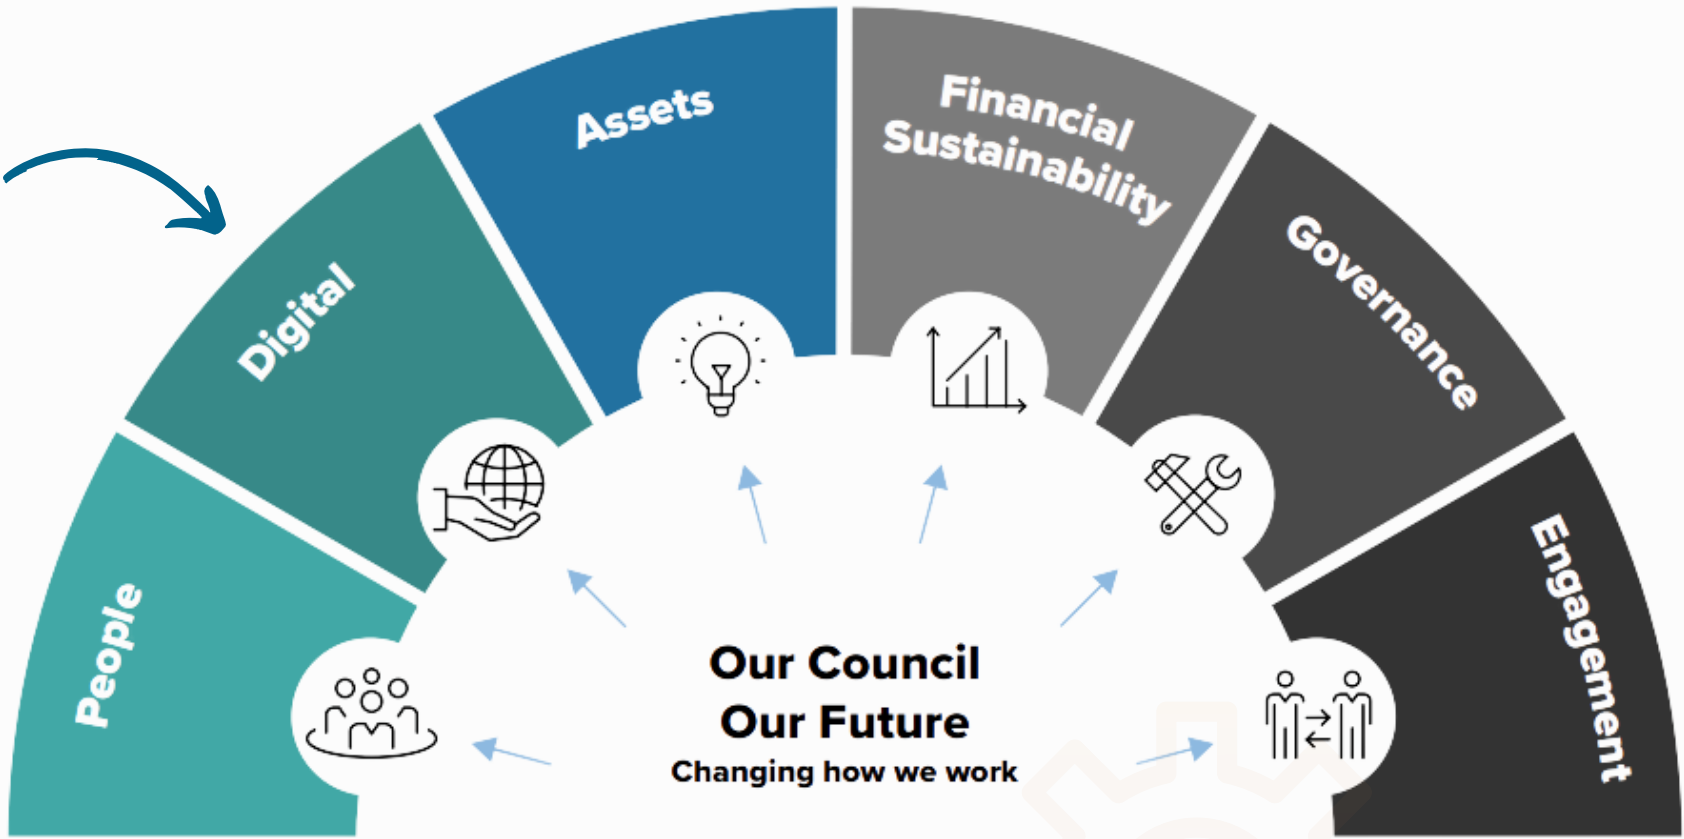 People
Digital
Assets
Financial
Sustainability
Governance
Engagement
Our Council
Our Future
Changing how we work